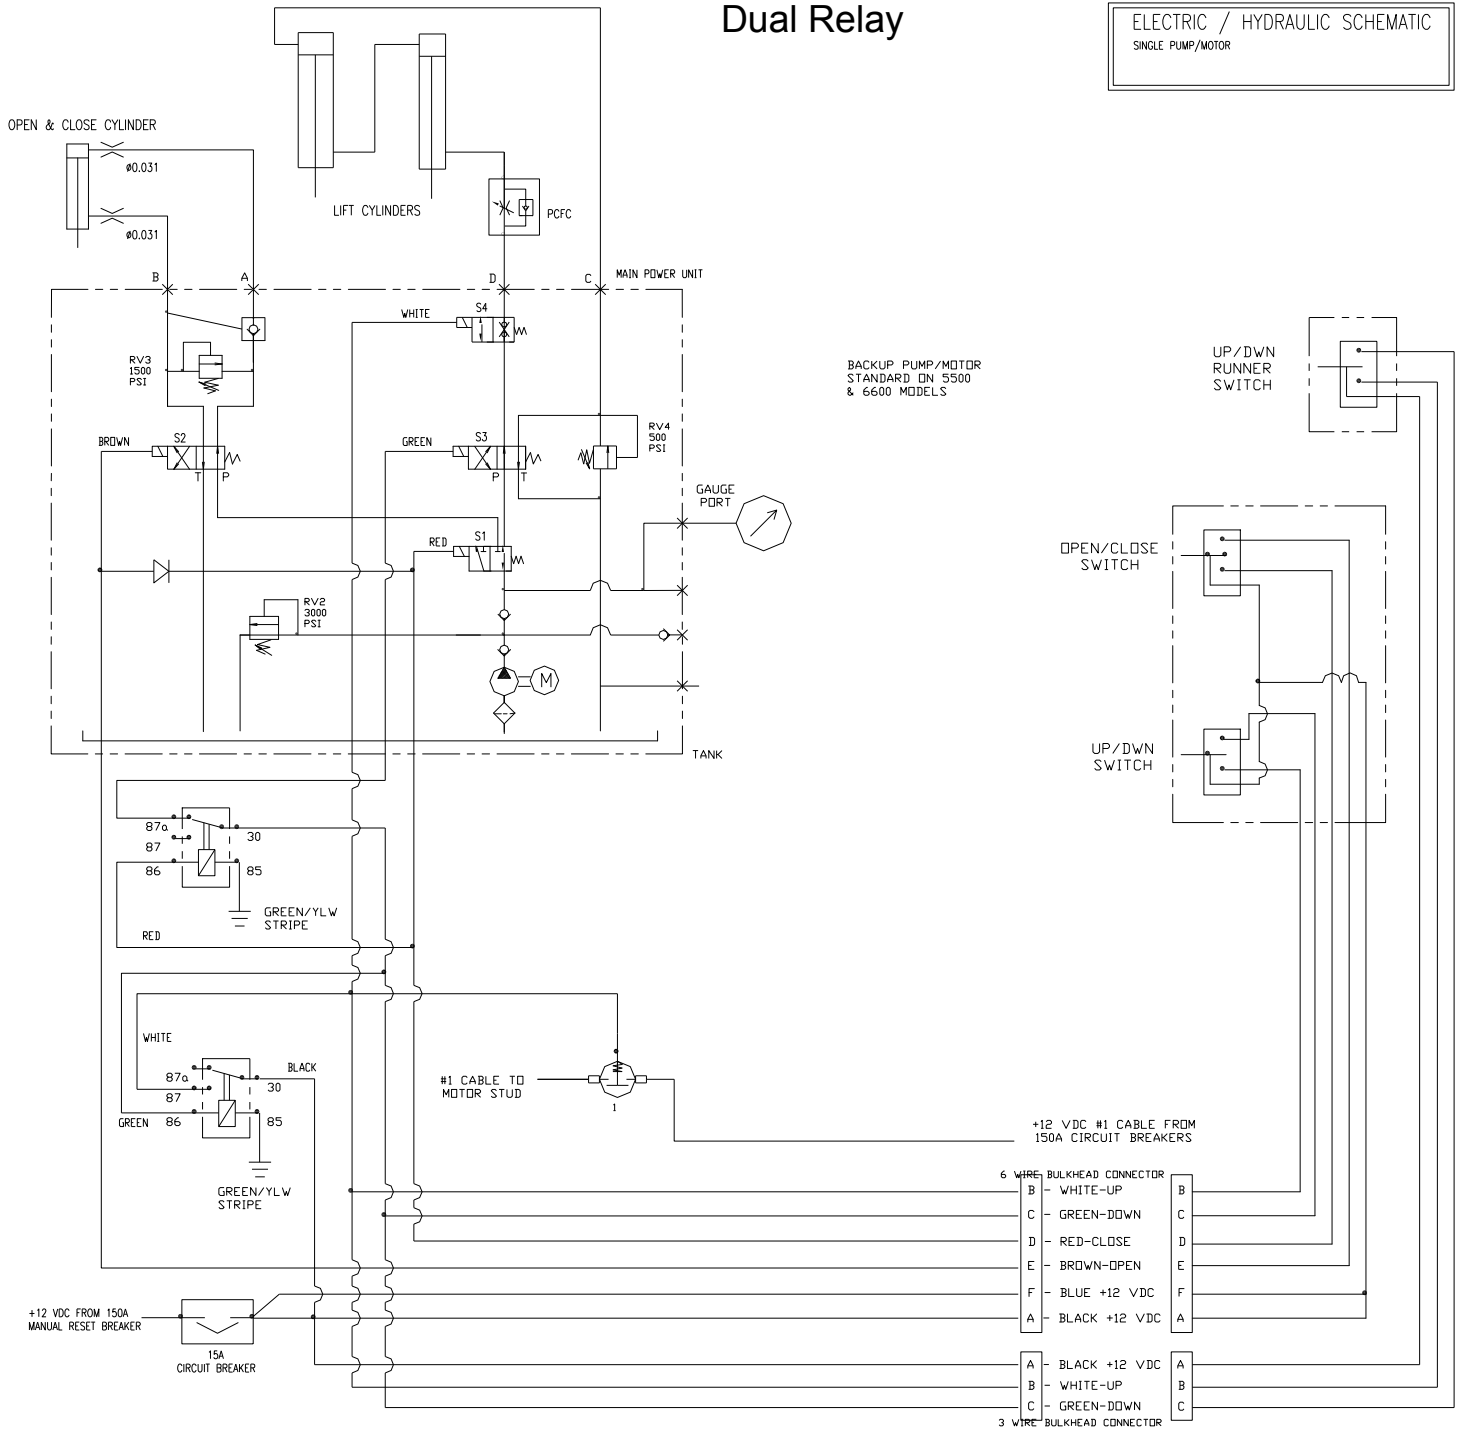 Dual Relay
ELECTRIC / HYDRAULIC SCHEMATIC
SINGLE PUMP/MOTOR
OPEN & CLOSE CYLINDER
ø0.031
ø0.031
LIFT CYLINDERS
PCFC
B
A
D
C
MAIN POWER UNIT
WHITE
S4
RV3
1500
PSI
BACKUP PUMP/MOTOR
STANDARD ON 5500
& 6600 MODELS
UP/DWN
RUNNER
SWITCH
BROWN
S2
T
P
GREEN
S3
P
T
RV4
500
PSI
GAUGE
PORT
RED
S1
OPEN/CLOSE
SWITCH
RV2
3000
PSI
M
TANK
UP/DWN
SWITCH
87a
30
87
86
85
GREEN/YLW
STRIPE
RED
WHITE
BLACK
87a
30
87
GREEN
86
85
GREEN/YLW
STRIPE
#1 CABLE TO
MOTOR STUD
1
+12 VDC #1 CABLE FROM
150A CIRCUIT BREAKERS
6 WIRE BULKHEAD CONNECTOR
B - WHITE-UP B
C - GREEN-DOWN C
D - RED-CLOSE D
E - BROWN-OPEN E
F - BLUE +12 VDC F
A - BLACK +12 VDC A
+12 VDC FROM 150A
MANUAL RESET BREAKER
15A
CIRCUIT BREAKER
A - BLACK +12 VDC A
B - WHITE-UP B
C - GREEN-DOWN C
3 WIRE BULKHEAD CONNECTOR